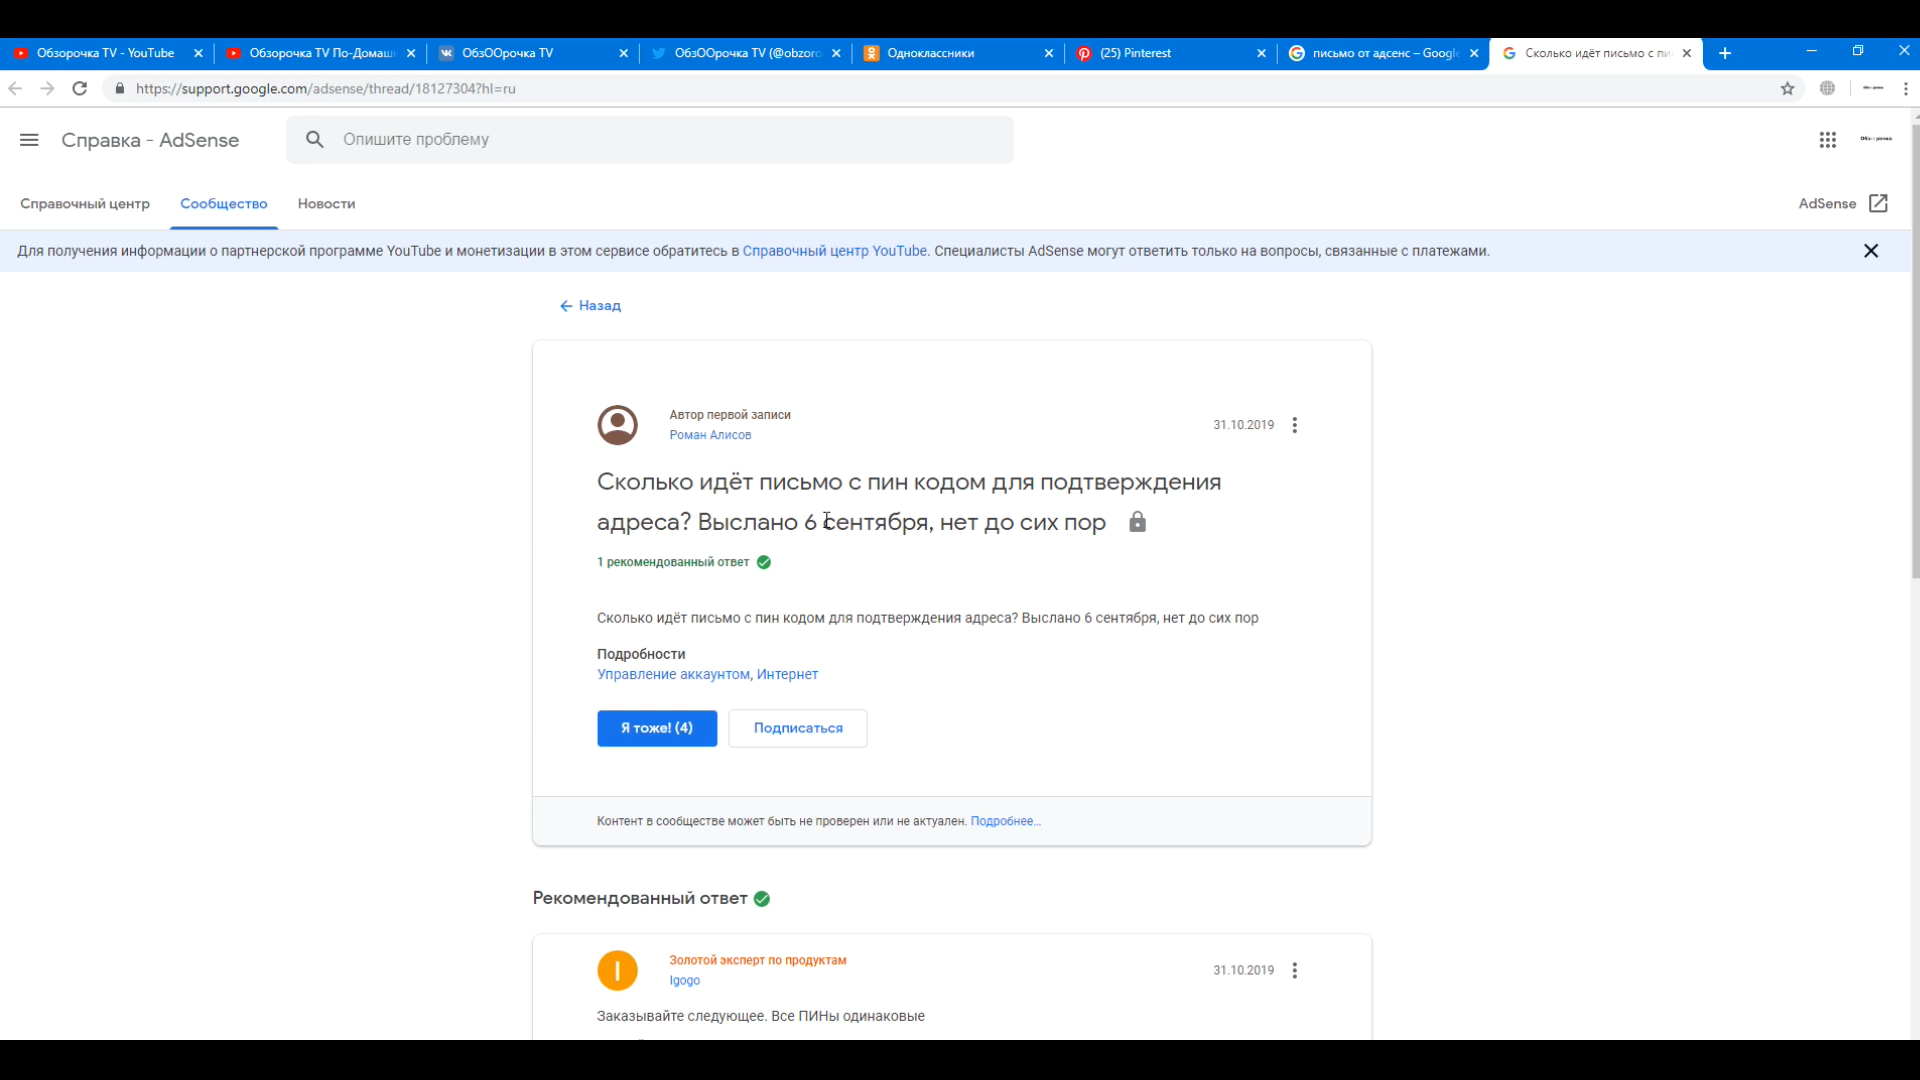 Обзорочка TV - YouTube
Обзорочка TV По-Домаш
ОбзООрочка TV
ОбзООрочка TV (@obzoro
Одноклассники
(25) Pinterest
письмо от адсенс – Google
Сколько идёт письмо с пи
https://support.google.com/adsense/thread/18127304?hl=ru
Справка - AdSense
Опишите проблему
Справочный центр
Сообщество
Новости
AdSense
Для получения информации о партнерской программе YouTube и монетизации в этом сервисе обратитесь в Справочный центр YouTube. Специалисты AdSense могут ответить только на вопросы, связанные с платежами.
Назад
Автор первой записи
Роман Алисов
31.10.2019
Сколько идёт письмо с пин кодом для подтверждения
адреса? Выслано 6 сентября, нет до сих пор
1 рекомендованный ответ
Сколько идёт письмо с пин кодом для подтверждения адреса? Выслано 6 сентября, нет до сих пор
Подробности
Управление аккаунтом, Интернет
Я тоже! (4)
Подписаться
Контент в сообществе может быть не проверен или не актуален. Подробнее…
Рекомендованный ответ
I
Золотой эксперт по продуктам
Igogo
31.10.2019
Заказывайте следующее. Все ПИНы одинаковые